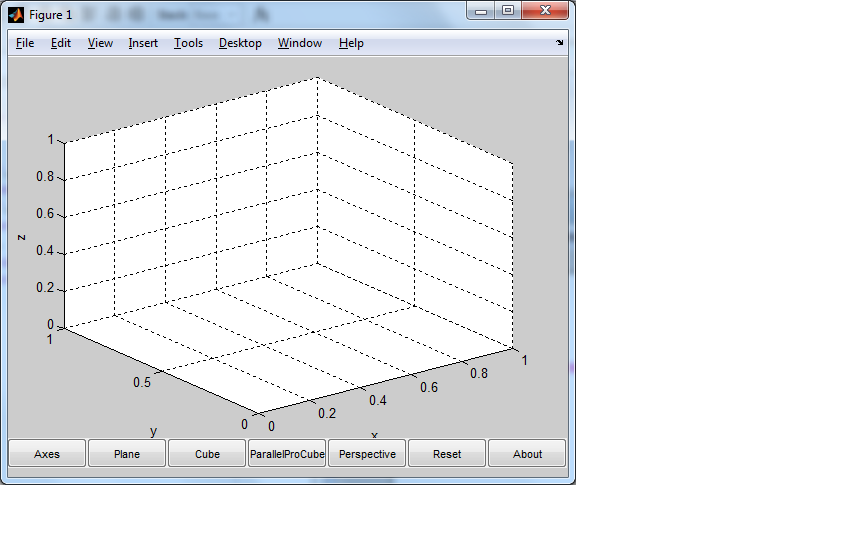 Figure 1
File Edit View Insert Tools Desktop Window Help
1
0.8
0.6
0.4
0.2
0
z
1
0.5
0
y
0
0.2
0.4
0.6
0.8
1
x
Axes Plane Cube ParallelProCube Perspective Reset About